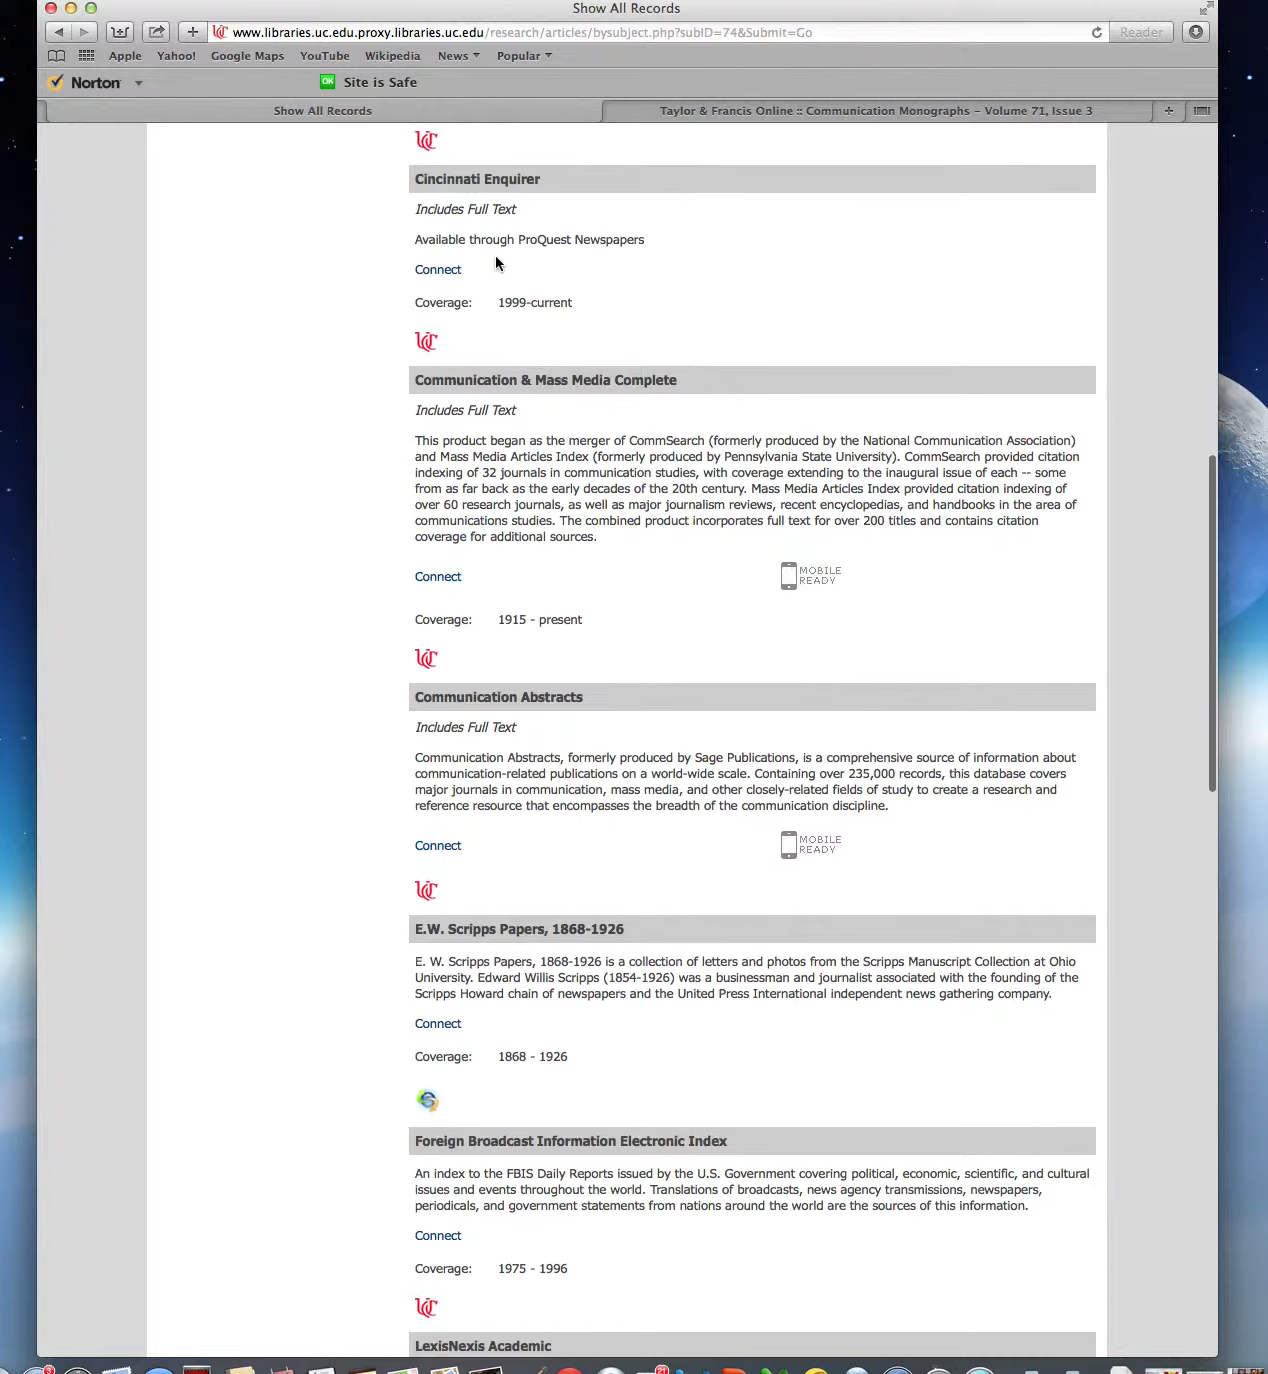 Show All Records
www.libraries.uc.edu.proxy.libraries.uc.edu/research/articles/bysubject.php?subID=74&Submit=Go
Reader
Apple Yahoo! Google Maps YouTube Wikipedia News Popular
Norton
OK Site is Safe
Show All Records
Taylor & Francis Online :: Communication Monographs – Volume 71, Issue 3
UC
Cincinnati Enquirer
Includes Full Text
Available through ProQuest Newspapers
Connect
Coverage: 1999-current
UC
Communication & Mass Media Complete
Includes Full Text
This product began as the merger of CommSearch (formerly produced by the National Communication Association)
and Mass Media Articles Index (formerly produced by Pennsylvania State University). CommSearch provided citation
indexing of 32 journals in communication studies, with coverage extending to the inaugural issue of each -- some
from as far back as the early decades of the 20th century. Mass Media Articles Index provided citation indexing of
over 60 research journals, as well as major journalism reviews, recent encyclopedias, and handbooks in the area of
communications studies. The combined product incorporates full text for over 200 titles and contains citation
coverage for additional sources.
Connect
MOBILE
READY
Coverage: 1915 - present
UC
Communication Abstracts
Includes Full Text
Communication Abstracts, formerly produced by Sage Publications, is a comprehensive source of information about
communication-related publications on a world-wide scale. Containing over 235,000 records, this database covers
major journals in communication, mass media, and other closely-related fields of study to create a research and
reference resource that encompasses the breadth of the communication discipline.
Connect
MOBILE
READY
UC
E.W. Scripps Papers, 1868-1926
E. W. Scripps Papers, 1868-1926 is a collection of letters and photos from the Scripps Manuscript Collection at Ohio
University. Edward Willis Scripps (1854-1926) was a businessman and journalist associated with the founding of the
Scripps Howard chain of newspapers and the United Press International independent news gathering company.
Connect
Coverage: 1868 - 1926
Foreign Broadcast Information Electronic Index
An index to the FBIS Daily Reports issued by the U.S. Government covering political, economic, scientific, and cultural
issues and events throughout the world. Translations of broadcasts, news agency transmissions, newspapers,
periodicals, and government statements from nations around the world are the sources of this information.
Connect
Coverage: 1975 - 1996
UC
LexisNexis Academic
3
21